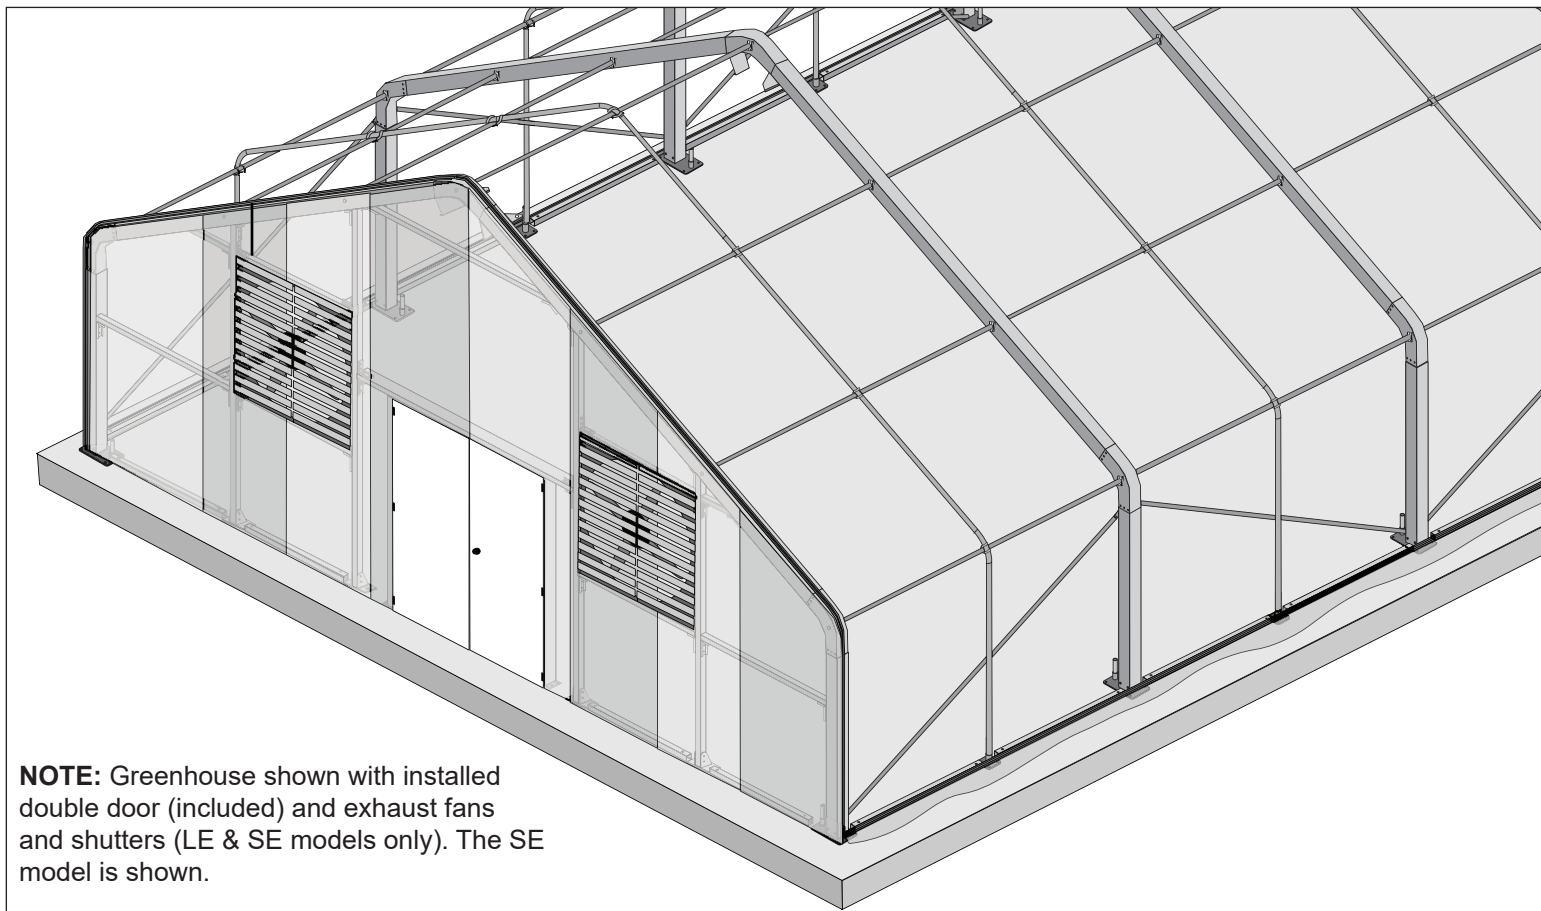 NOTE: Greenhouse shown with installed
double door (included) and exhaust fans
and shutters (LE & SE models only). The SE
model is shown.